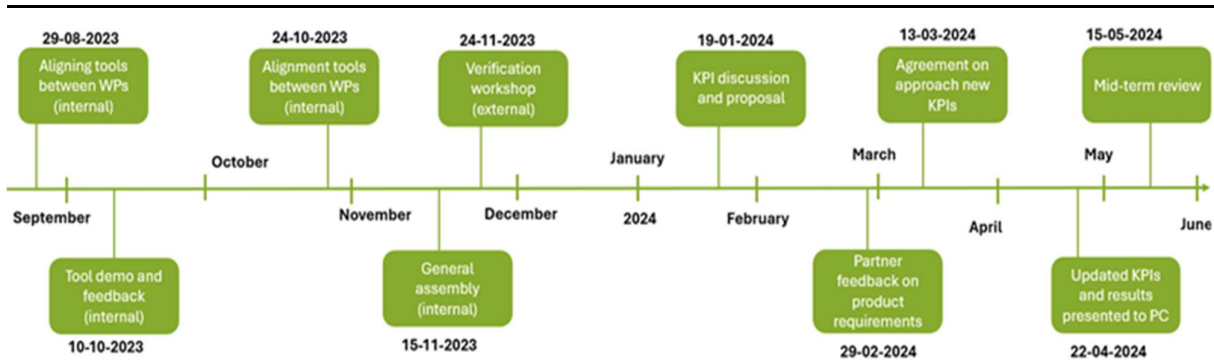 29-08-2023
Aligning tools
between WPs
(internal)
24-10-2023
Alignment tools
between WPs
(internal)
24-11-2023
Verification
workshop
(external)
19-01-2024
KPI discussion
and proposal
13-03-2024
Agreement on
approach new
KPIs
15-05-2024
Mid-term review
September
October
November
December
January
2024
February
March
April
May
June
Tool demo and
feedback
(internal)
10-10-2023
General
assembly
(internal)
15-11-2023
Partner
feedback on
product
requirements
29-02-2024
Updated KPIs
and results
presented to PC
22-04-2024